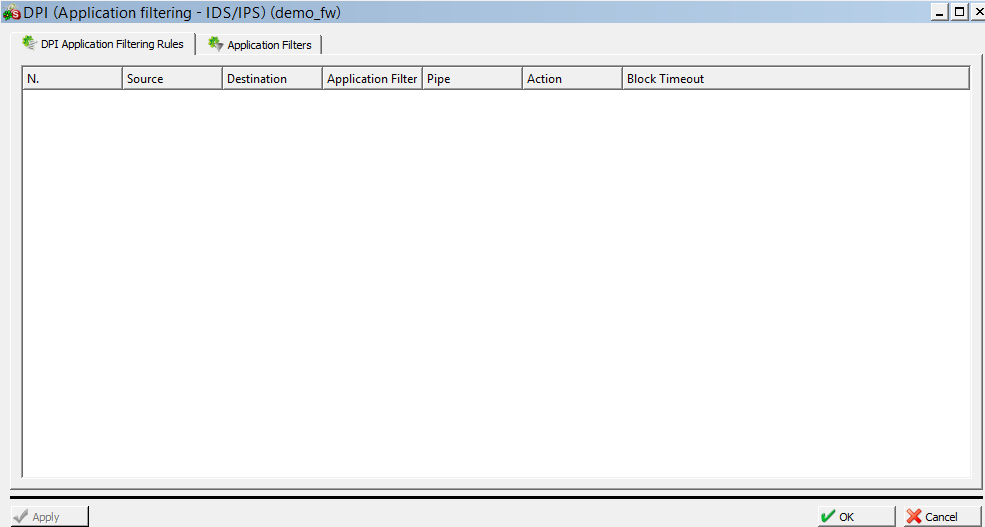 DPI (Application filtering - IDS/IPS) (demo_fw)
DPI Application Filtering Rules Application Filters
N. Source Destination Application Filter Pipe Action Block Timeout
Apply OK Cancel